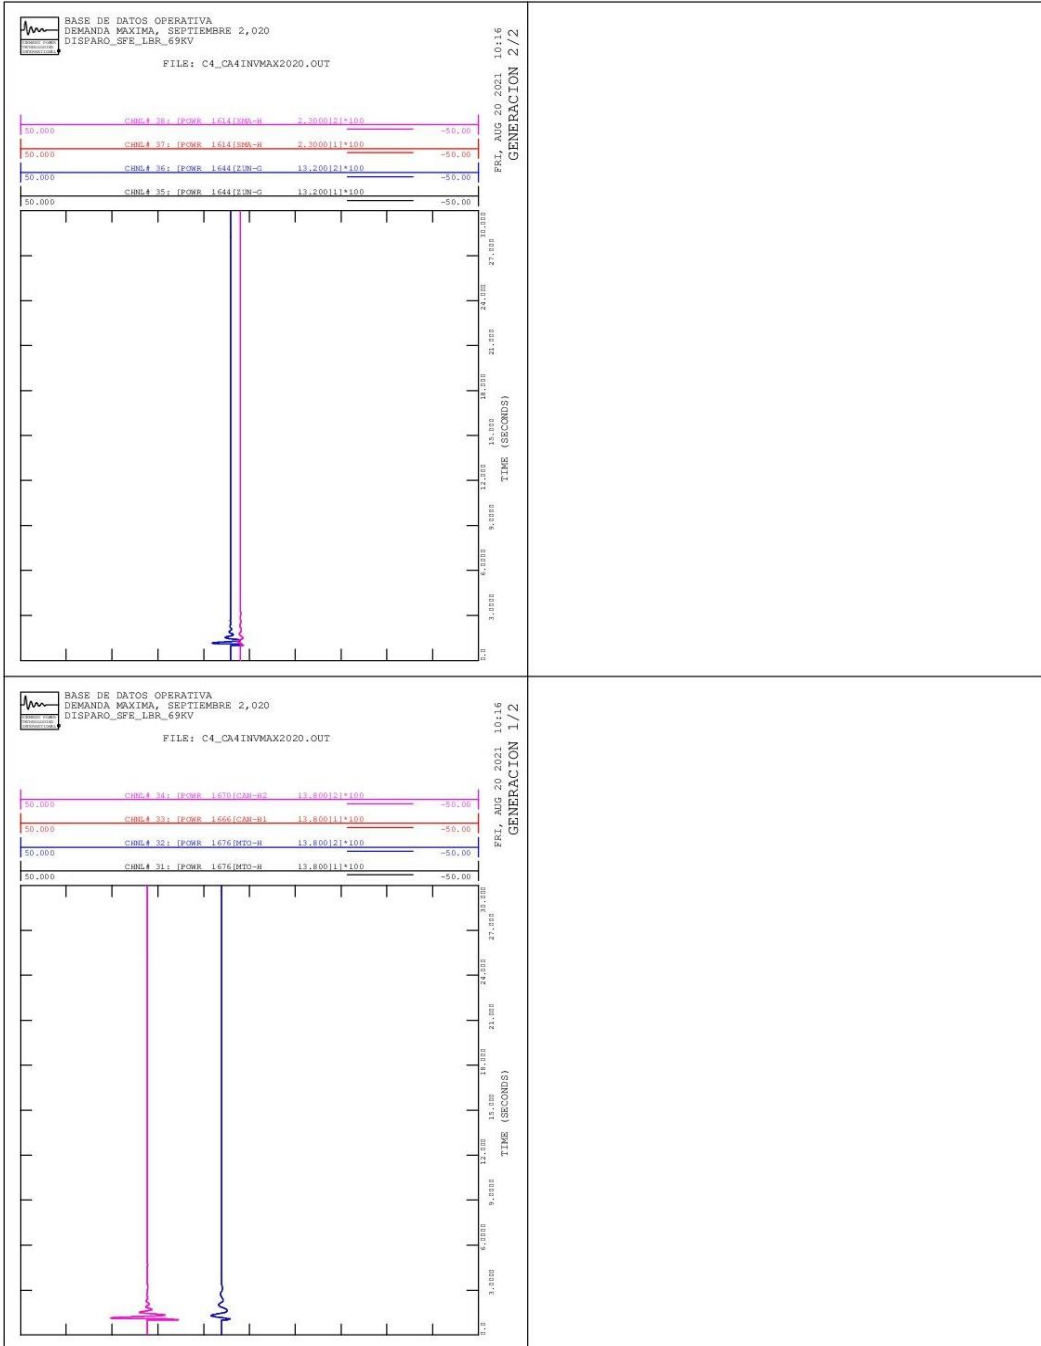 BASE DE DATOS OPERATIVA
DEMANDA MAXIMA, SEPTIEMBRE 2,020
DISPARO_SFE_LBR_69KV
FILE: C4_CA4INVMAX2020.OUT
CHNL# 38: [POWR 1614[SMA-H 2.3000]2]*100
50.000 -50.00
CHNL# 37: [POWR 1614[SMA-H 2.3000]1]*100
50.000 -50.00
CHNL# 36: [POWR 1644[ZUN-G 13.200]2]*100
50.000 -50.00
CHNL# 35: [POWR 1644[ZUN-G 13.200]1]*100
50.000 -50.00
FRI, AUG 20 2021 10:16
GENERACION 2/2
30.000
27.000
24.000
21.000
18.000
15.000
12.000
9.0000
6.0000
3.0000
0.0
TIME (SECONDS)
BASE DE DATOS OPERATIVA
DEMANDA MAXIMA, SEPTIEMBRE 2,020
DISPARO_SFE_LBR_69KV
FILE: C4_CA4INVMAX2020.OUT
CHNL# 34: [POWR 1670[CAN-H2 13.800]2]*100
50.000 -50.00
CHNL# 33: [POWR 1666[CAN-H1 13.800]1]*100
50.000 -50.00
CHNL# 32: [POWR 1676[MTO-H 13.800]2]*100
50.000 -50.00
CHNL# 31: [POWR 1676[MTO-H 13.800]1]*100
50.000 -50.00
FRI, AUG 20 2021 10:16
GENERACION 1/2
30.000
27.000
24.000
21.000
18.000
15.000
12.000
9.0000
6.0000
3.0000
0.0
TIME (SECONDS)